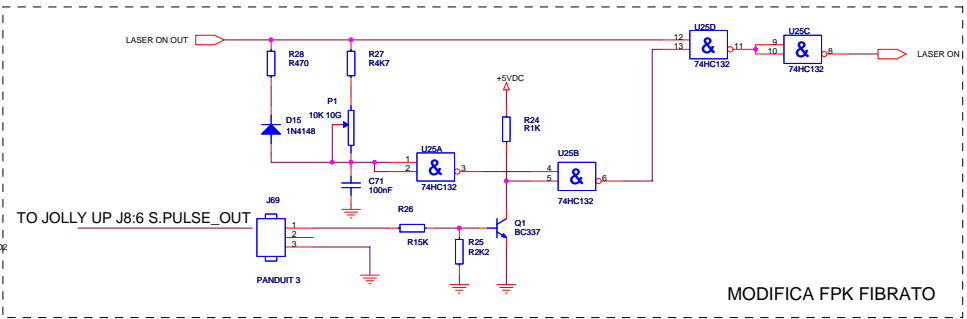 LASER ON OUT
R28
R470
R27
R4K7
P1
10K 10G
D15
1N4148
+5VDC
R24
R1K
U25D
12
13
&
11
74HC132
U25C
9
10
&
8
74HC132
LASER ON
U25A
1
2
&
3
74HC132
U25B
4
5
&
6
74HC132
C71
100nF
J69
TO JOLLY UP J8:6 S.PULSE_OUT
1
2
3
PANDUIT 3
R26
R15K
R25
R2K2
Q1
BC337
MODIFICA FPK FIBRATO